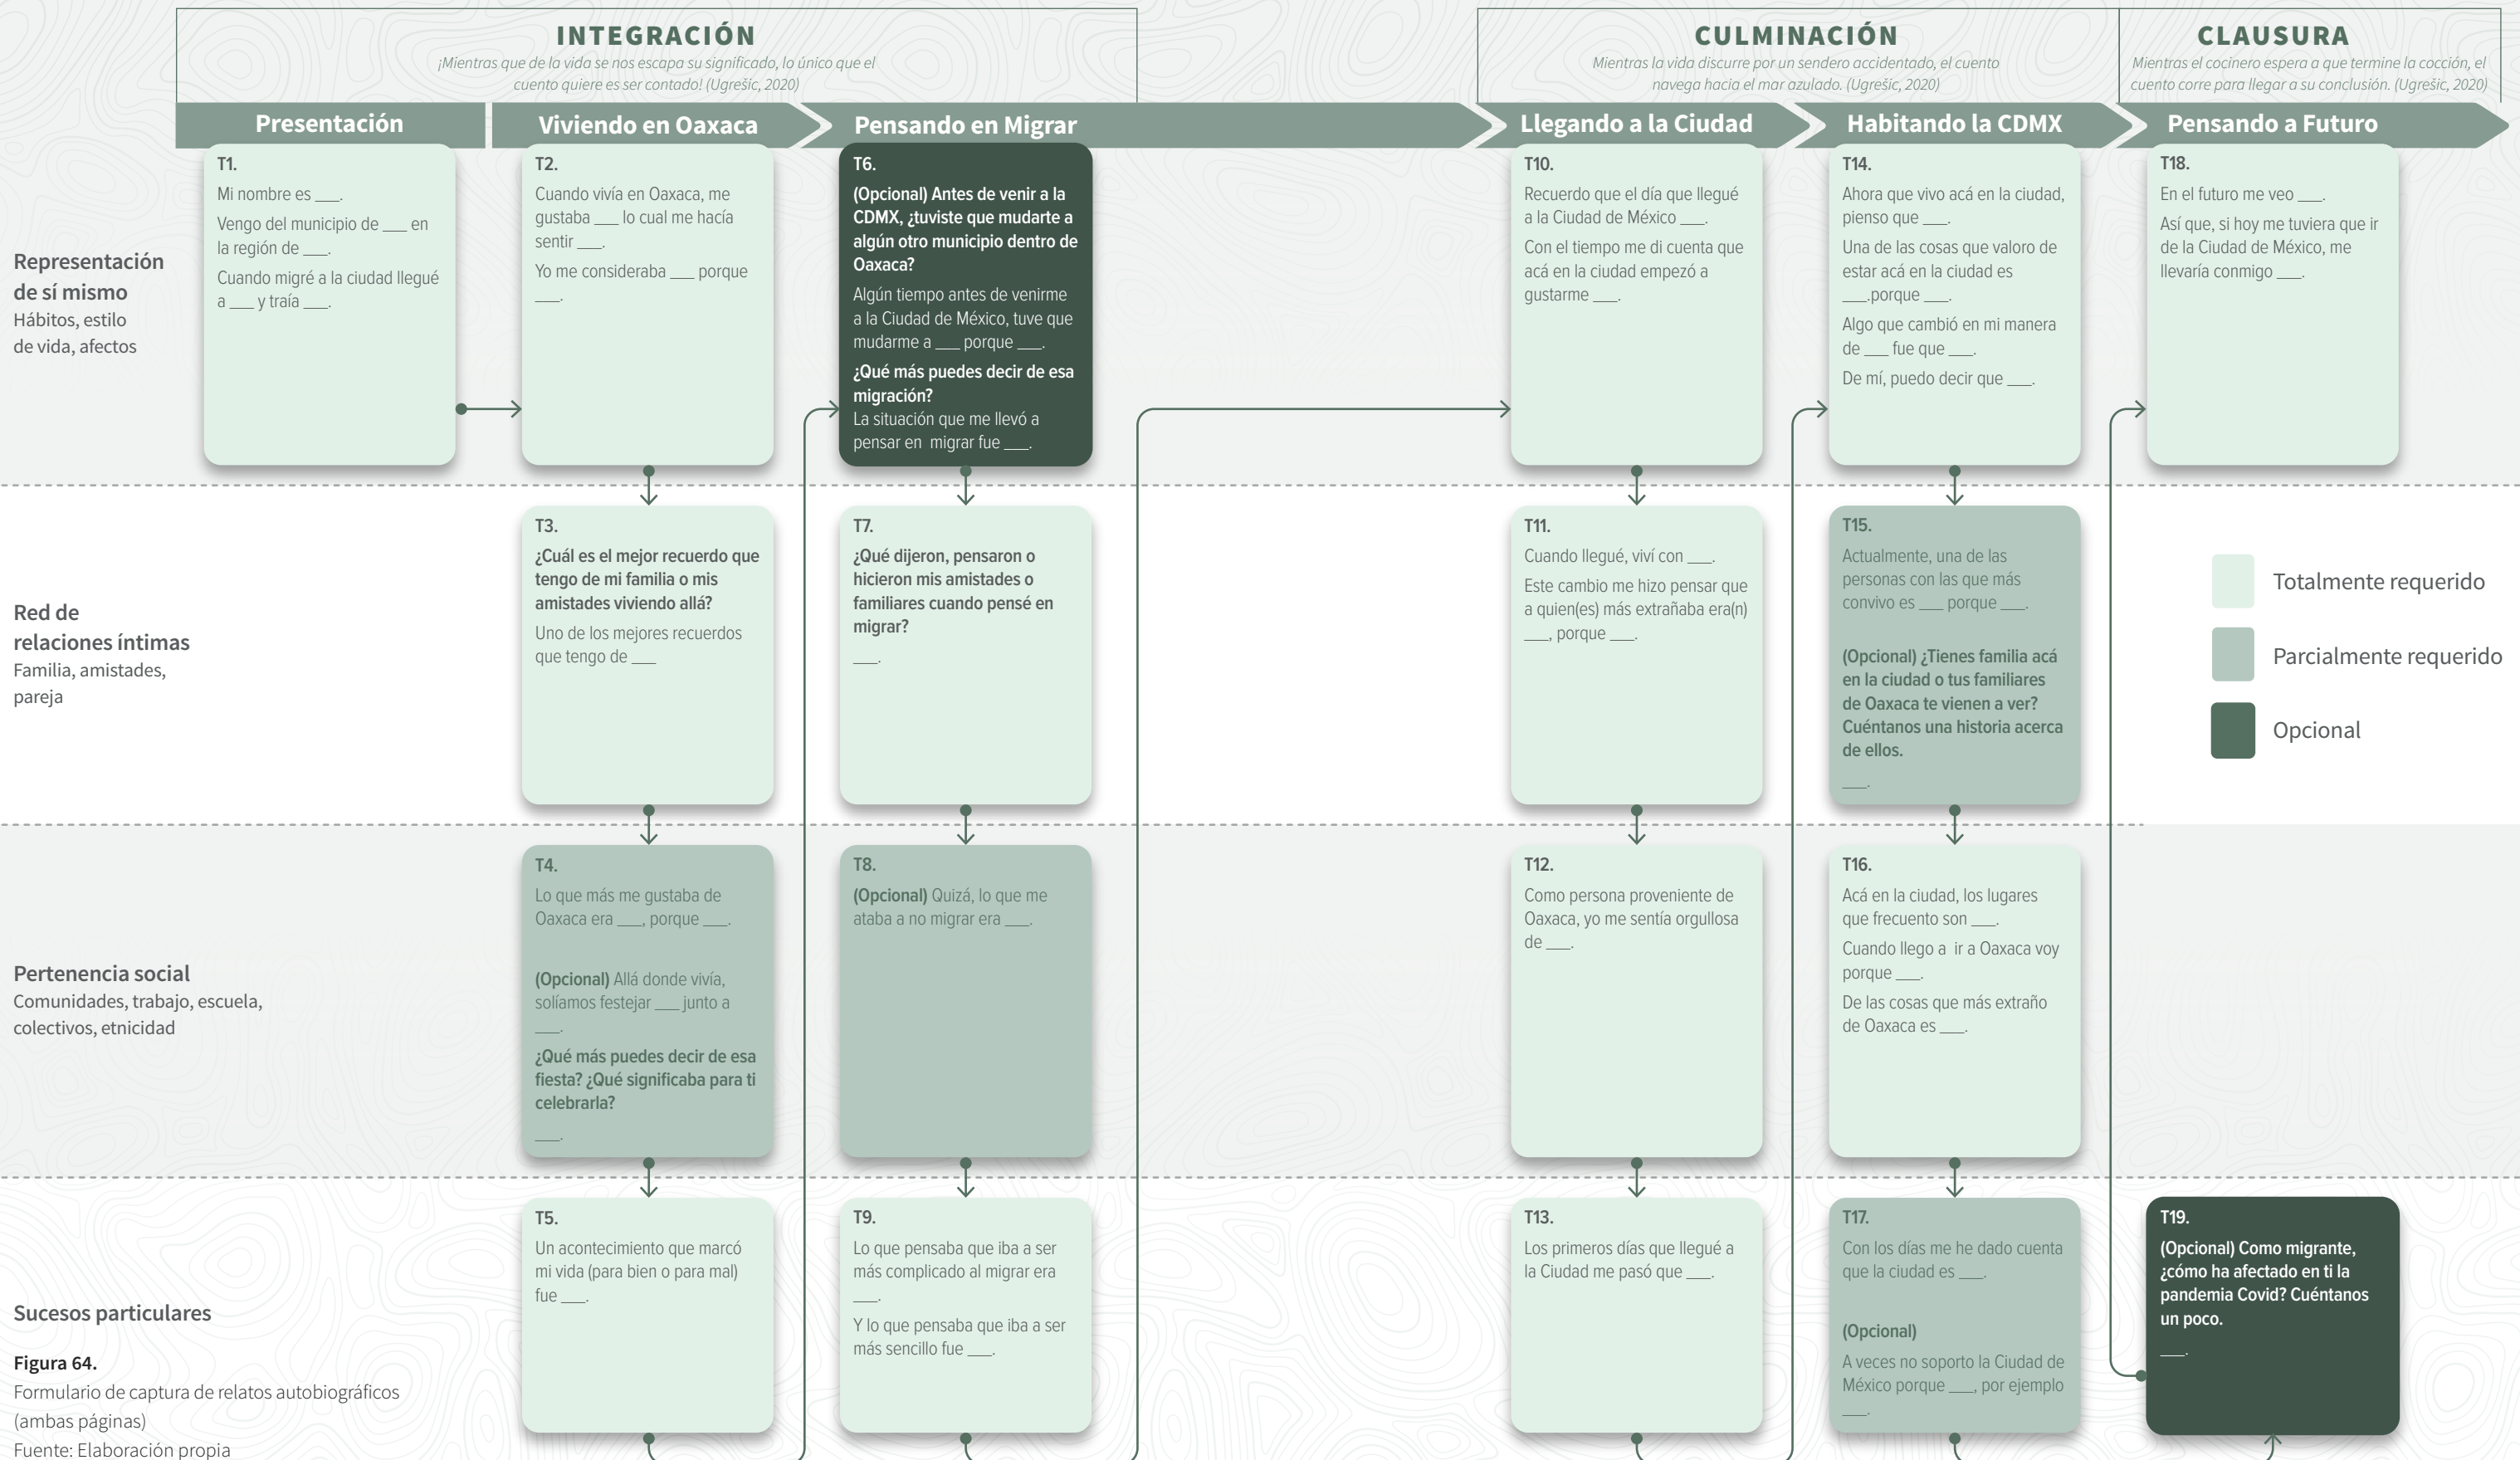 INTEGRACIÓN
¡Mientras que de la vida se nos escapa su significado, lo único que el
cuento quiere es ser contado! (Ugrešic, 2020)
CULMINACIÓN
Mientras la vida discurre por un sendero accidentado, el cuento
navega hacia el mar azulado. (Ugrešic, 2020)
CLAUSURA
Mientras el cocinero espera a que termine la cocción, el
cuento corre para llegar a su conclusión. (Ugrešic, 2020)
Presentación
Viviendo en Oaxaca
Pensando en Migrar
Llegando a la Ciudad
Habitando la CDMX
Pensando a Futuro
Representación
de sí mismo
Hábitos, estilo
de vida, afectos
T1.
Mi nombre es ___.
Vengo del municipio de ___ en
la región de ___.
Cuando migré a la ciudad llegué
a ___ y traía ___.
T2.
Cuando vivía en Oaxaca, me
gustaba ___ lo cual me hacía
sentir ___.
Yo me consideraba ___ porque
___.
T6.
(Opcional) Antes de venir a la
CDMX, ¿tuviste que mudarte a
algún otro municipio dentro de
Oaxaca?
Algún tiempo antes de venirme
a la Ciudad de México, tuve que
mudarme a ___ porque ___.
¿Qué más puedes decir de esa
migración?
La situación que me llevó a
pensar en  migrar fue ___.
T10.
Recuerdo que el día que llegué
a la Ciudad de México ___.
Con el tiempo me di cuenta que
acá en la ciudad empezó a
gustarme ___.
T14.
Ahora que vivo acá en la ciudad,
pienso que ___.
Una de las cosas que valoro de
estar acá en la ciudad es
___.porque ___.
Algo que cambió en mi manera
de ___ fue que ___.
De mí, puedo decir que ___.
T18.
En el futuro me veo ___.
Así que, si hoy me tuviera que ir
de la Ciudad de México, me
llevaría conmigo ___.
Red de
relaciones íntimas
Familia, amistades,
pareja
T3.
¿Cuál es el mejor recuerdo que
tengo de mi familia o mis
amistades viviendo allá?
Uno de los mejores recuerdos
que tengo de ___
T7.
¿Qué dijeron, pensaron o
hicieron mis amistades o
familiares cuando pensé en
migrar?
___.
T11.
Cuando llegué, viví con ___.
Este cambio me hizo pensar que
a quien(es) más extrañaba era(n)
___, porque ___.
T15.
Actualmente, una de las
personas con las que más
convivo es ___ porque ___.
(Opcional) ¿Tienes familia acá
en la ciudad o tus familiares
de Oaxaca te vienen a ver?
Cuéntanos una historia acerca
de ellos.
___.
Totalmente requerido
Parcialmente requerido
Opcional
Pertenencia social
Comunidades, trabajo, escuela,
colectivos, etnicidad
T4.
Lo que más me gustaba de
Oaxaca era ___, porque ___.
(Opcional) Allá donde vivía,
solíamos festejar ___ junto a
___.
¿Qué más puedes decir de esa
fiesta? ¿Qué significaba para ti
celebrarla?
___.
T8.
(Opcional) Quizá, lo que me
ataba a no migrar era ___.
T12.
Como persona proveniente de
Oaxaca, yo me sentía orgullosa
de ___.
T16.
Acá en la ciudad, los lugares
que frecuento son ___.
Cuando llego a  ir a Oaxaca voy
porque ___.
De las cosas que más extraño
de Oaxaca es ___.
Sucesos particulares
T5.
Un acontecimiento que marcó
mi vida (para bien o para mal)
fue ___.
T9.
Lo que pensaba que iba a ser
más complicado al migrar era
___.
Y lo que pensaba que iba a ser
más sencillo fue ___.
T13.
Los primeros días que llegué a
la Ciudad me pasó que ___.
T17.
Con los días me he dado cuenta
que la ciudad es ___.
(Opcional)
A veces no soporto la Ciudad de
México porque ___, por ejemplo
___.
T19.
(Opcional) Como migrante,
¿cómo ha afectado en ti la
pandemia Covid? Cuéntanos
un poco.
___.
Figura 64.
Formulario de captura de relatos autobiográficos
(ambas páginas)
Fuente: Elaboración propia